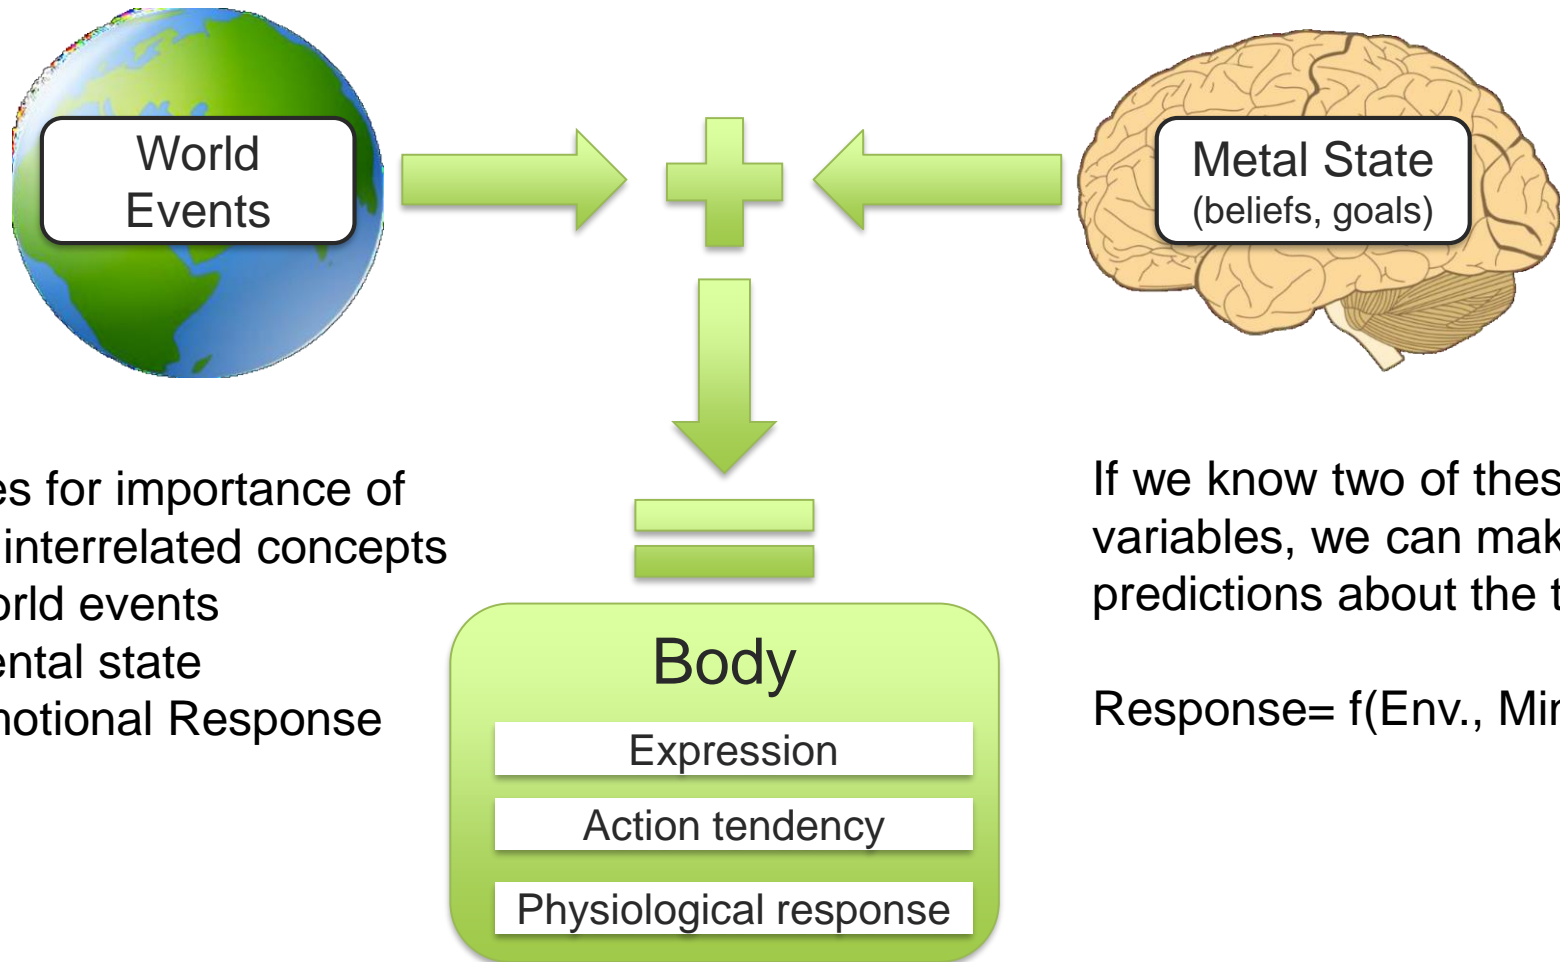 World
Events
Metal State
(beliefs, goals)
es for importance of
interrelated concepts
orld events
ental state
notional Response
If we know two of thes
variables, we can mak
predictions about the t
Response= f(Env., Mir
Body
Expression
Action tendency
Physiological response